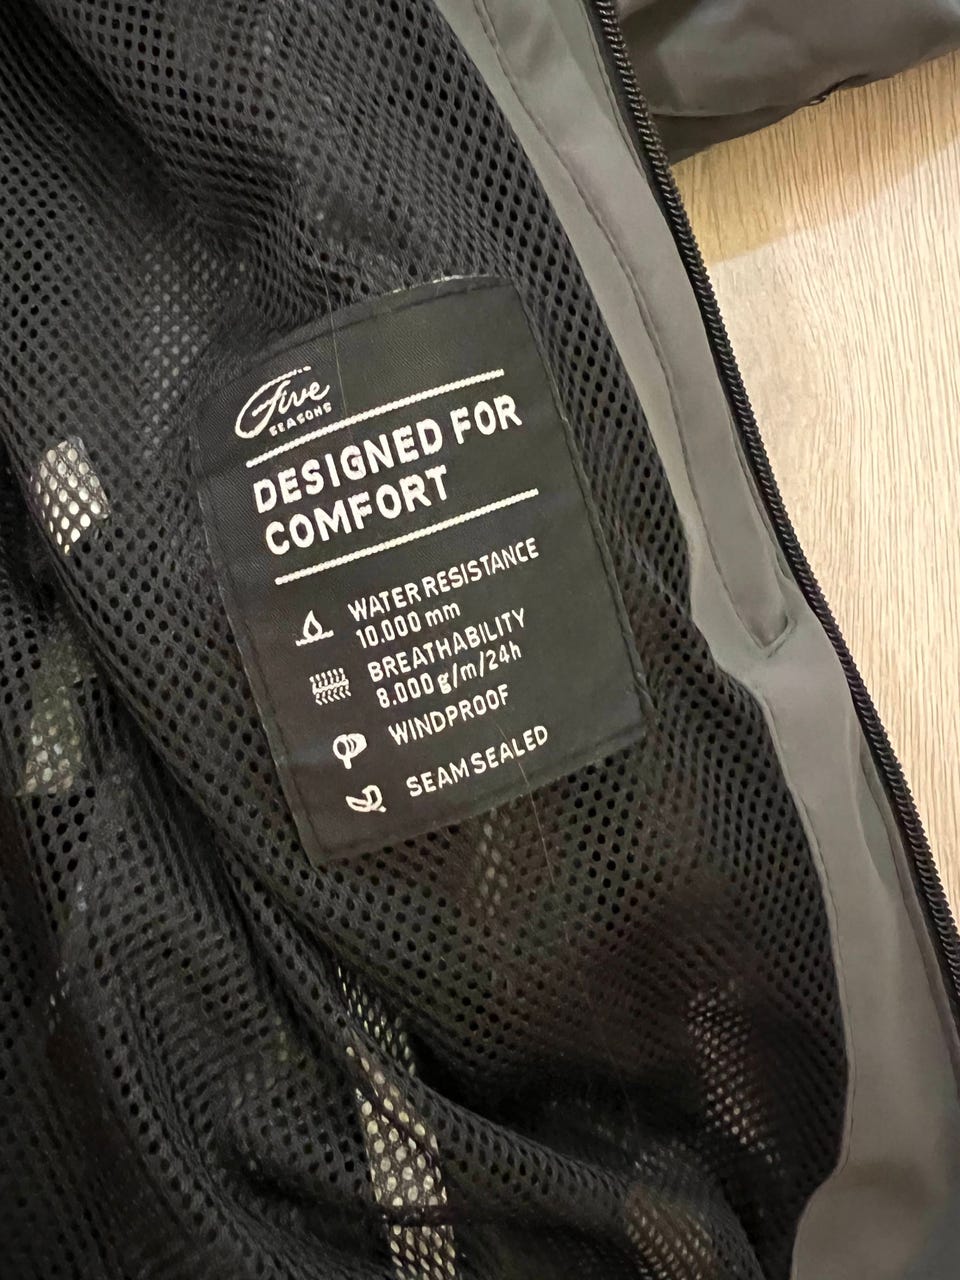 Five
SEASONS
DESIGNED FOR
COMFORT
WATER RESISTANCE
10.000 mm
BREATHABILITY
8.000 g/m/24h
WINDPROOF
SEAM SEALED